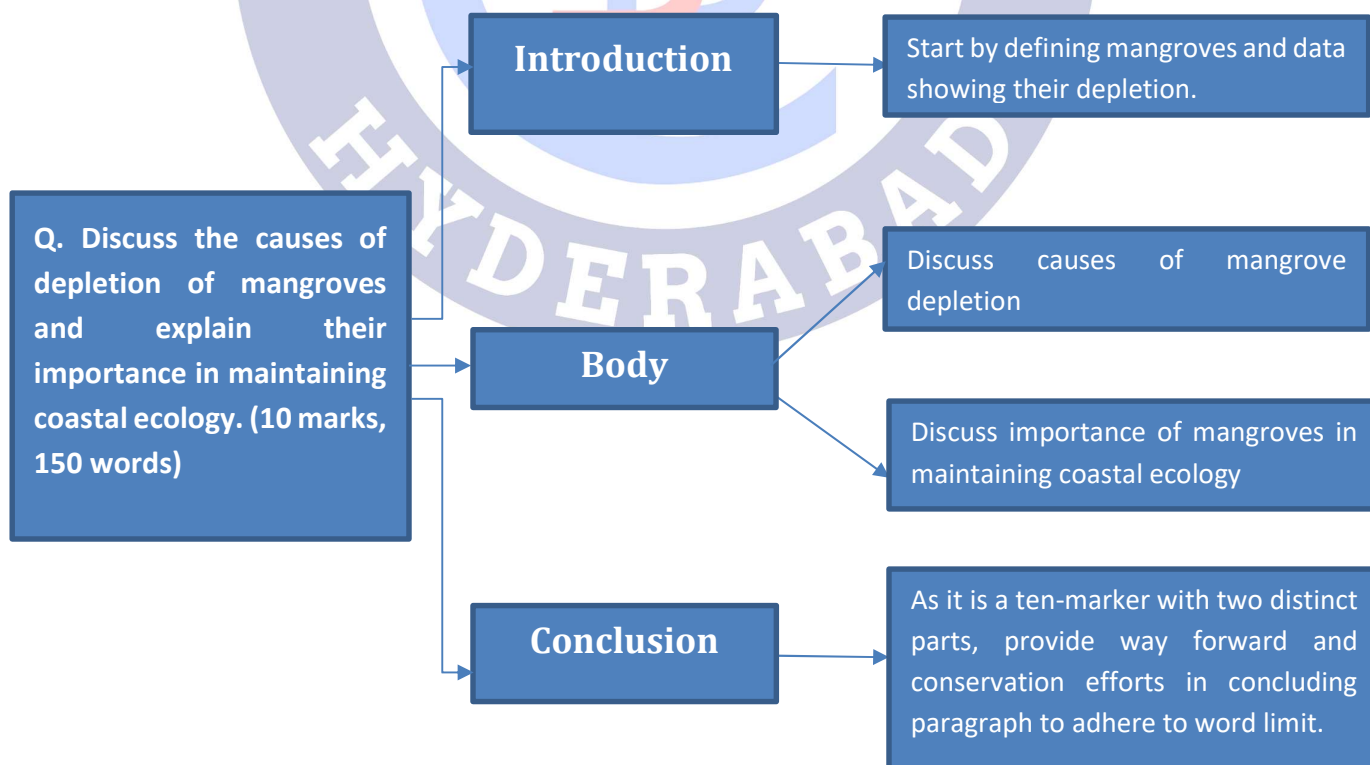 Introduction
Start by defining mangroves and data
showing their depletion.
HYDERABAD
Q. Discuss the causes of
depletion of mangroves
and explain their
importance in maintaining
coastal ecology. (10 marks,
150 words)
Body
Discuss causes of mangrove
depletion
Discuss importance of mangroves in
maintaining coastal ecology
Conclusion
As it is a ten-marker with two distinct
parts, provide way forward and
conservation efforts in concluding
paragraph to adhere to word limit.